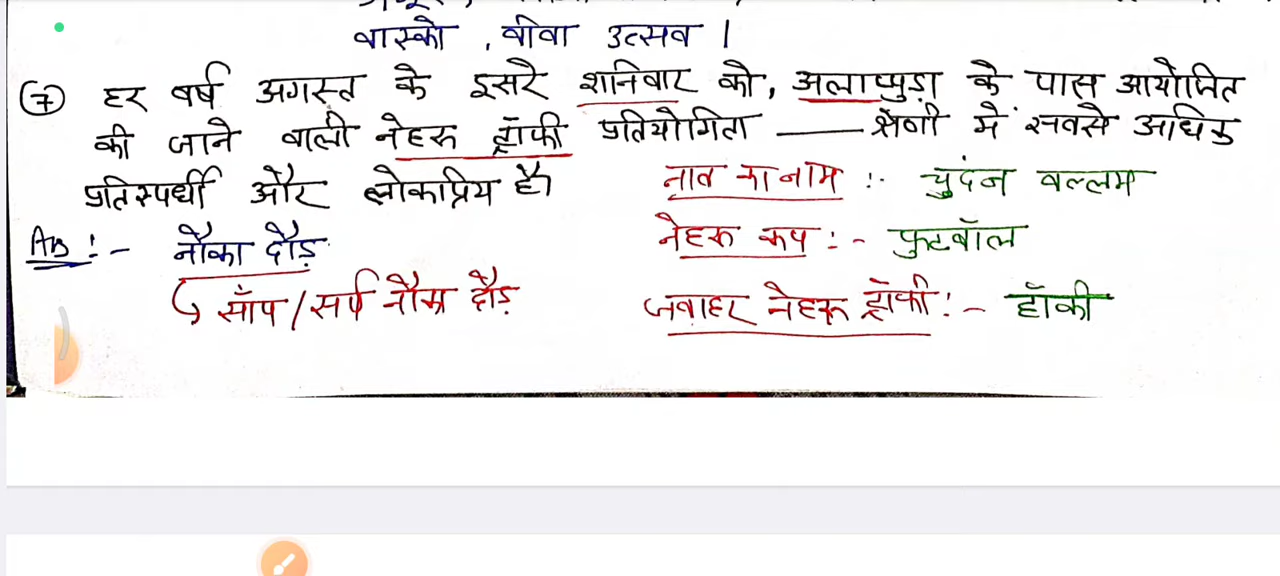 वास्को , वीवा उत्सव ।
(7) हर वर्ष अगस्त के दूसरे शनिवार को, अलाप्पुड़ा के पास आयोजित
की जाने वाली नेहरू ट्रॉफी प्रतियोगिता ——— श्रेणी में सबसे अधिक
प्रतिस्पर्धी और लोकप्रिय है।
Ans :- नौका दौड़
साँप/सर्प नौका दौड़
नाव का नाम :- चुंदन वल्लम
नेहरू कप :- फुटबॉल
जवाहर नेहरू ट्रॉफी :- हॉकी